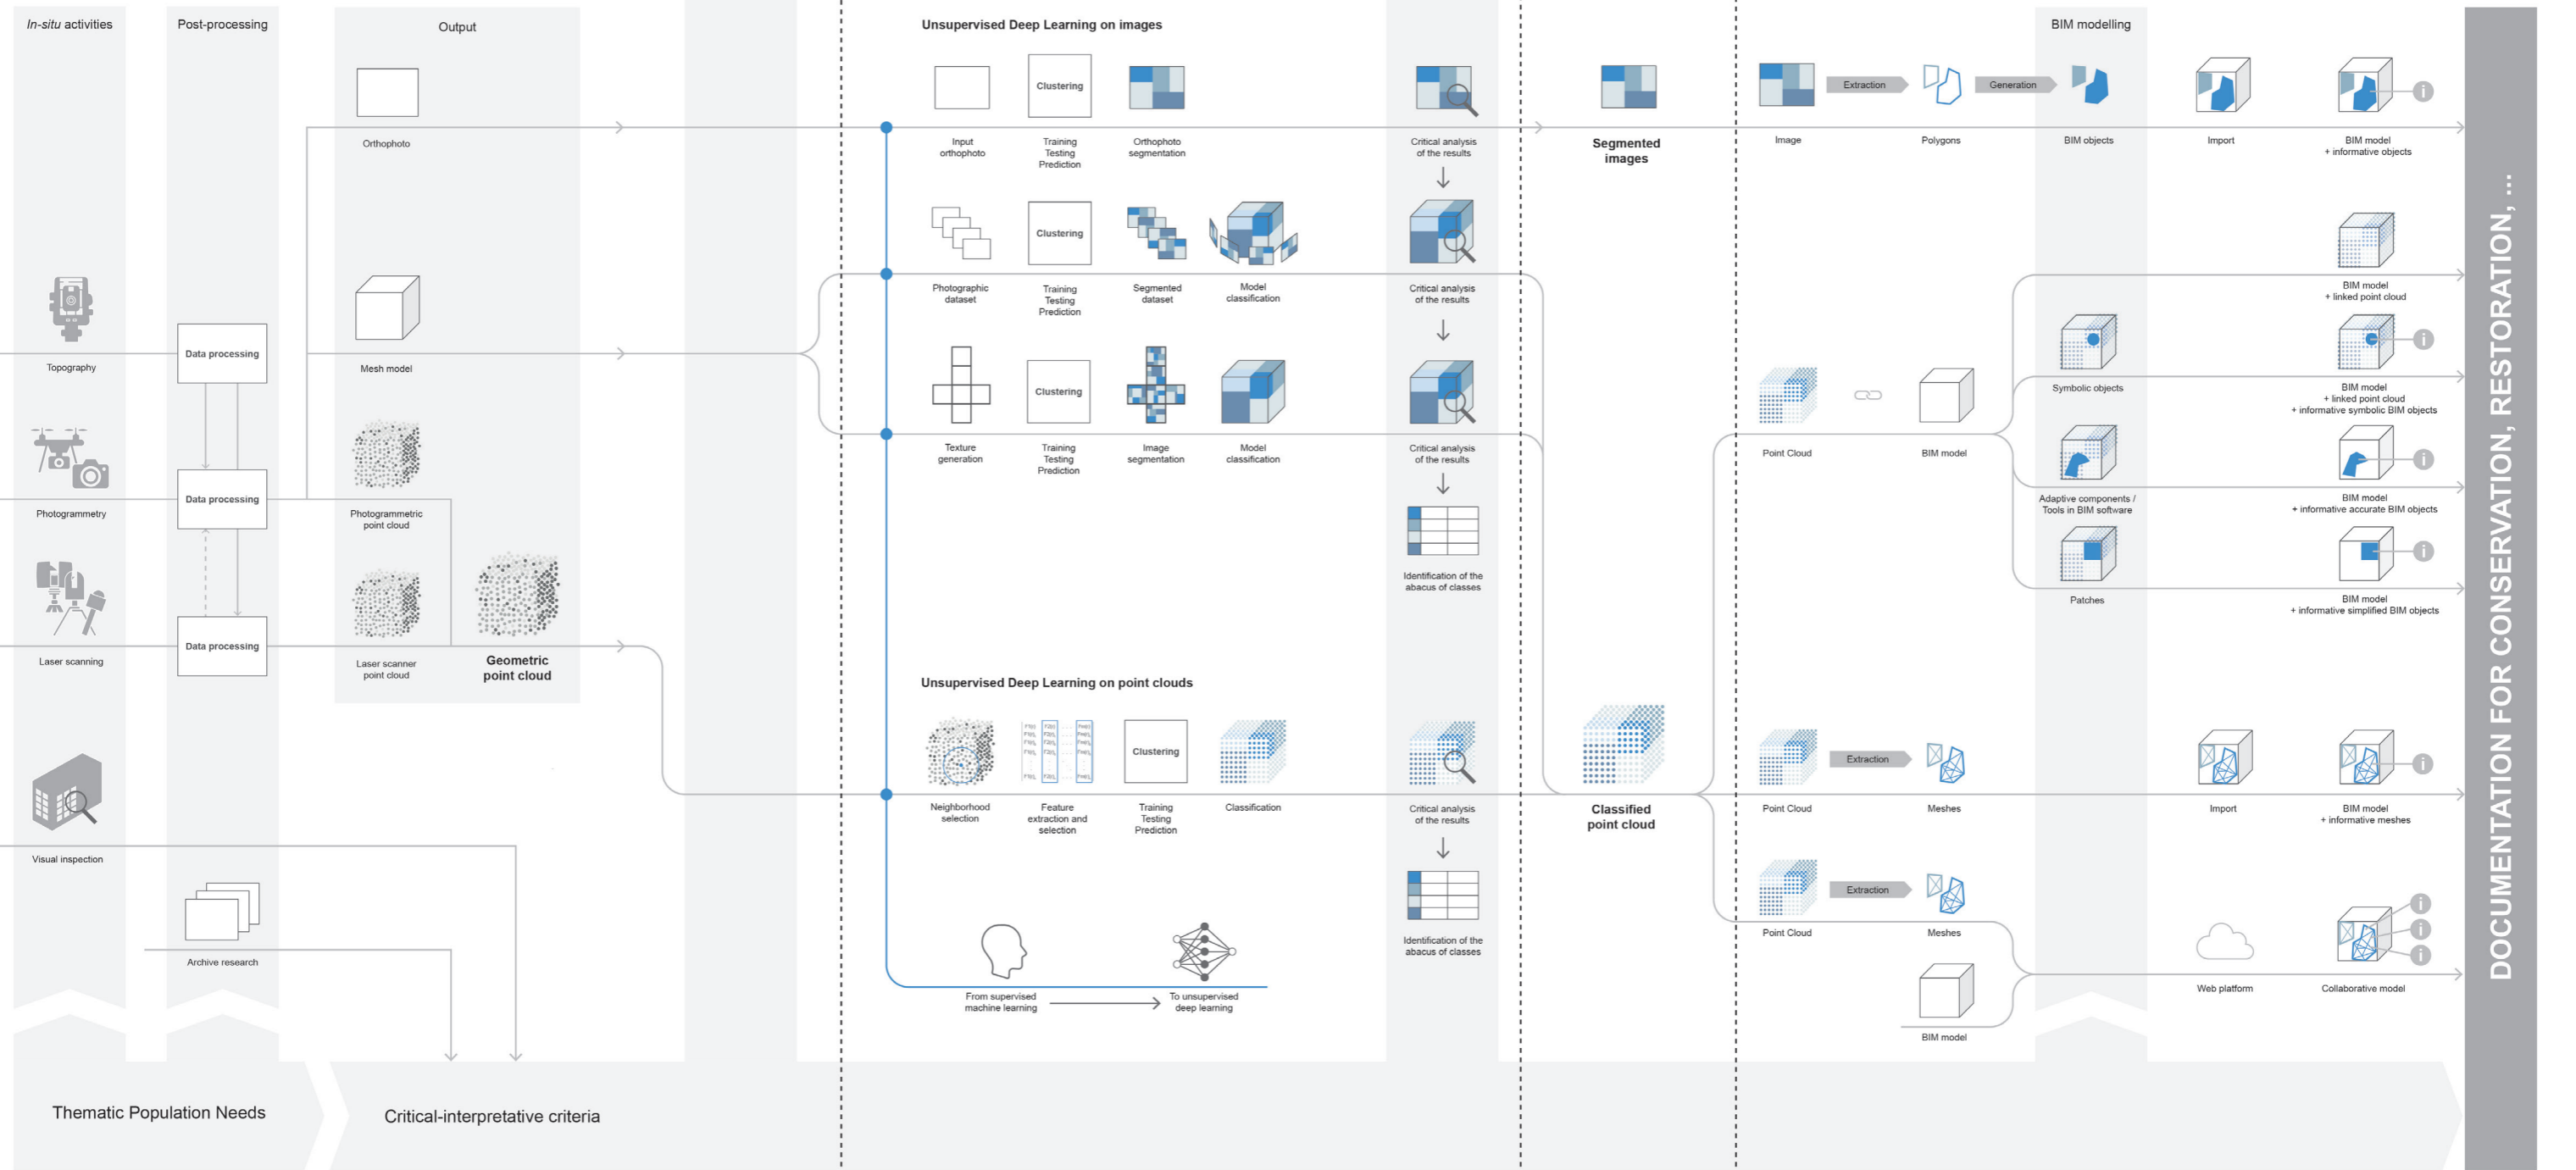 In-situ activities
Post-processing
Output
Unsupervised Deep Learning on images
BIM modelling
Orthophoto
Clustering
Input
orthophoto
Training
Testing
Prediction
Orthophoto
segmentation
Critical analysis
of the results
Segmented
images
Extraction
Generation
Image
Polygons
BIM objects
Import
BIM model
+ informative objects
i
Topography
Data processing
Mesh model
Clustering
Photographic
dataset
Training
Testing
Prediction
Segmented
dataset
Model
classification
Critical analysis
of the results
BIM model
+ linked point cloud
Clustering
Texture
generation
Training
Testing
Prediction
Image
segmentation
Model
classification
Critical analysis
of the results
Point Cloud
BIM model
Symbolic objects
i
BIM model
+ linked point cloud
+ informative symbolic BIM objects
Photogrammetry
Data processing
Photogrammetric
point cloud
Identification of the
abacus of classes
Adaptive components /
Tools in BIM software
i
BIM model
+ informative accurate BIM objects
Patches
i
BIM model
+ informative simplified BIM objects
Laser scanning
Data processing
Laser scanner
point cloud
Geometric
point cloud
Unsupervised Deep Learning on point clouds
Clustering
Neighborhood
selection
Feature
extraction and
selection
Training
Testing
Prediction
Classification
Critical analysis
of the results
Classified
point cloud
Extraction
Point Cloud
Meshes
Import
i
BIM model
+ informative meshes
Visual inspection
Archive research
Identification of the
abacus of classes
Extraction
Point Cloud
Meshes
BIM model
Web platform
i
i
i
Collaborative model
From supervised
machine learning
To unsupervised
deep learning
Thematic Population Needs
Critical-interpretative criteria
DOCUMENTATION FOR CONSERVATION, RESTORATION, ...